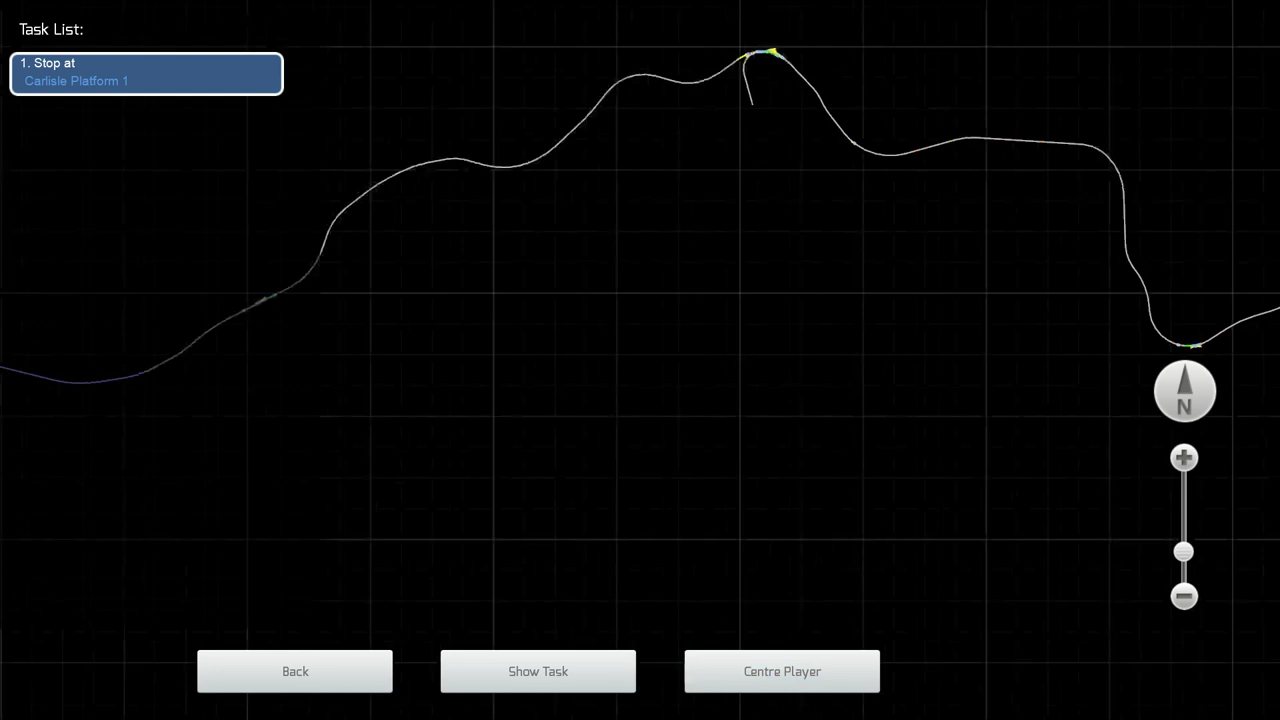 Task List:
1. Stop at
Carlisle Platform 1
N
Back
Show Task
Centre Player